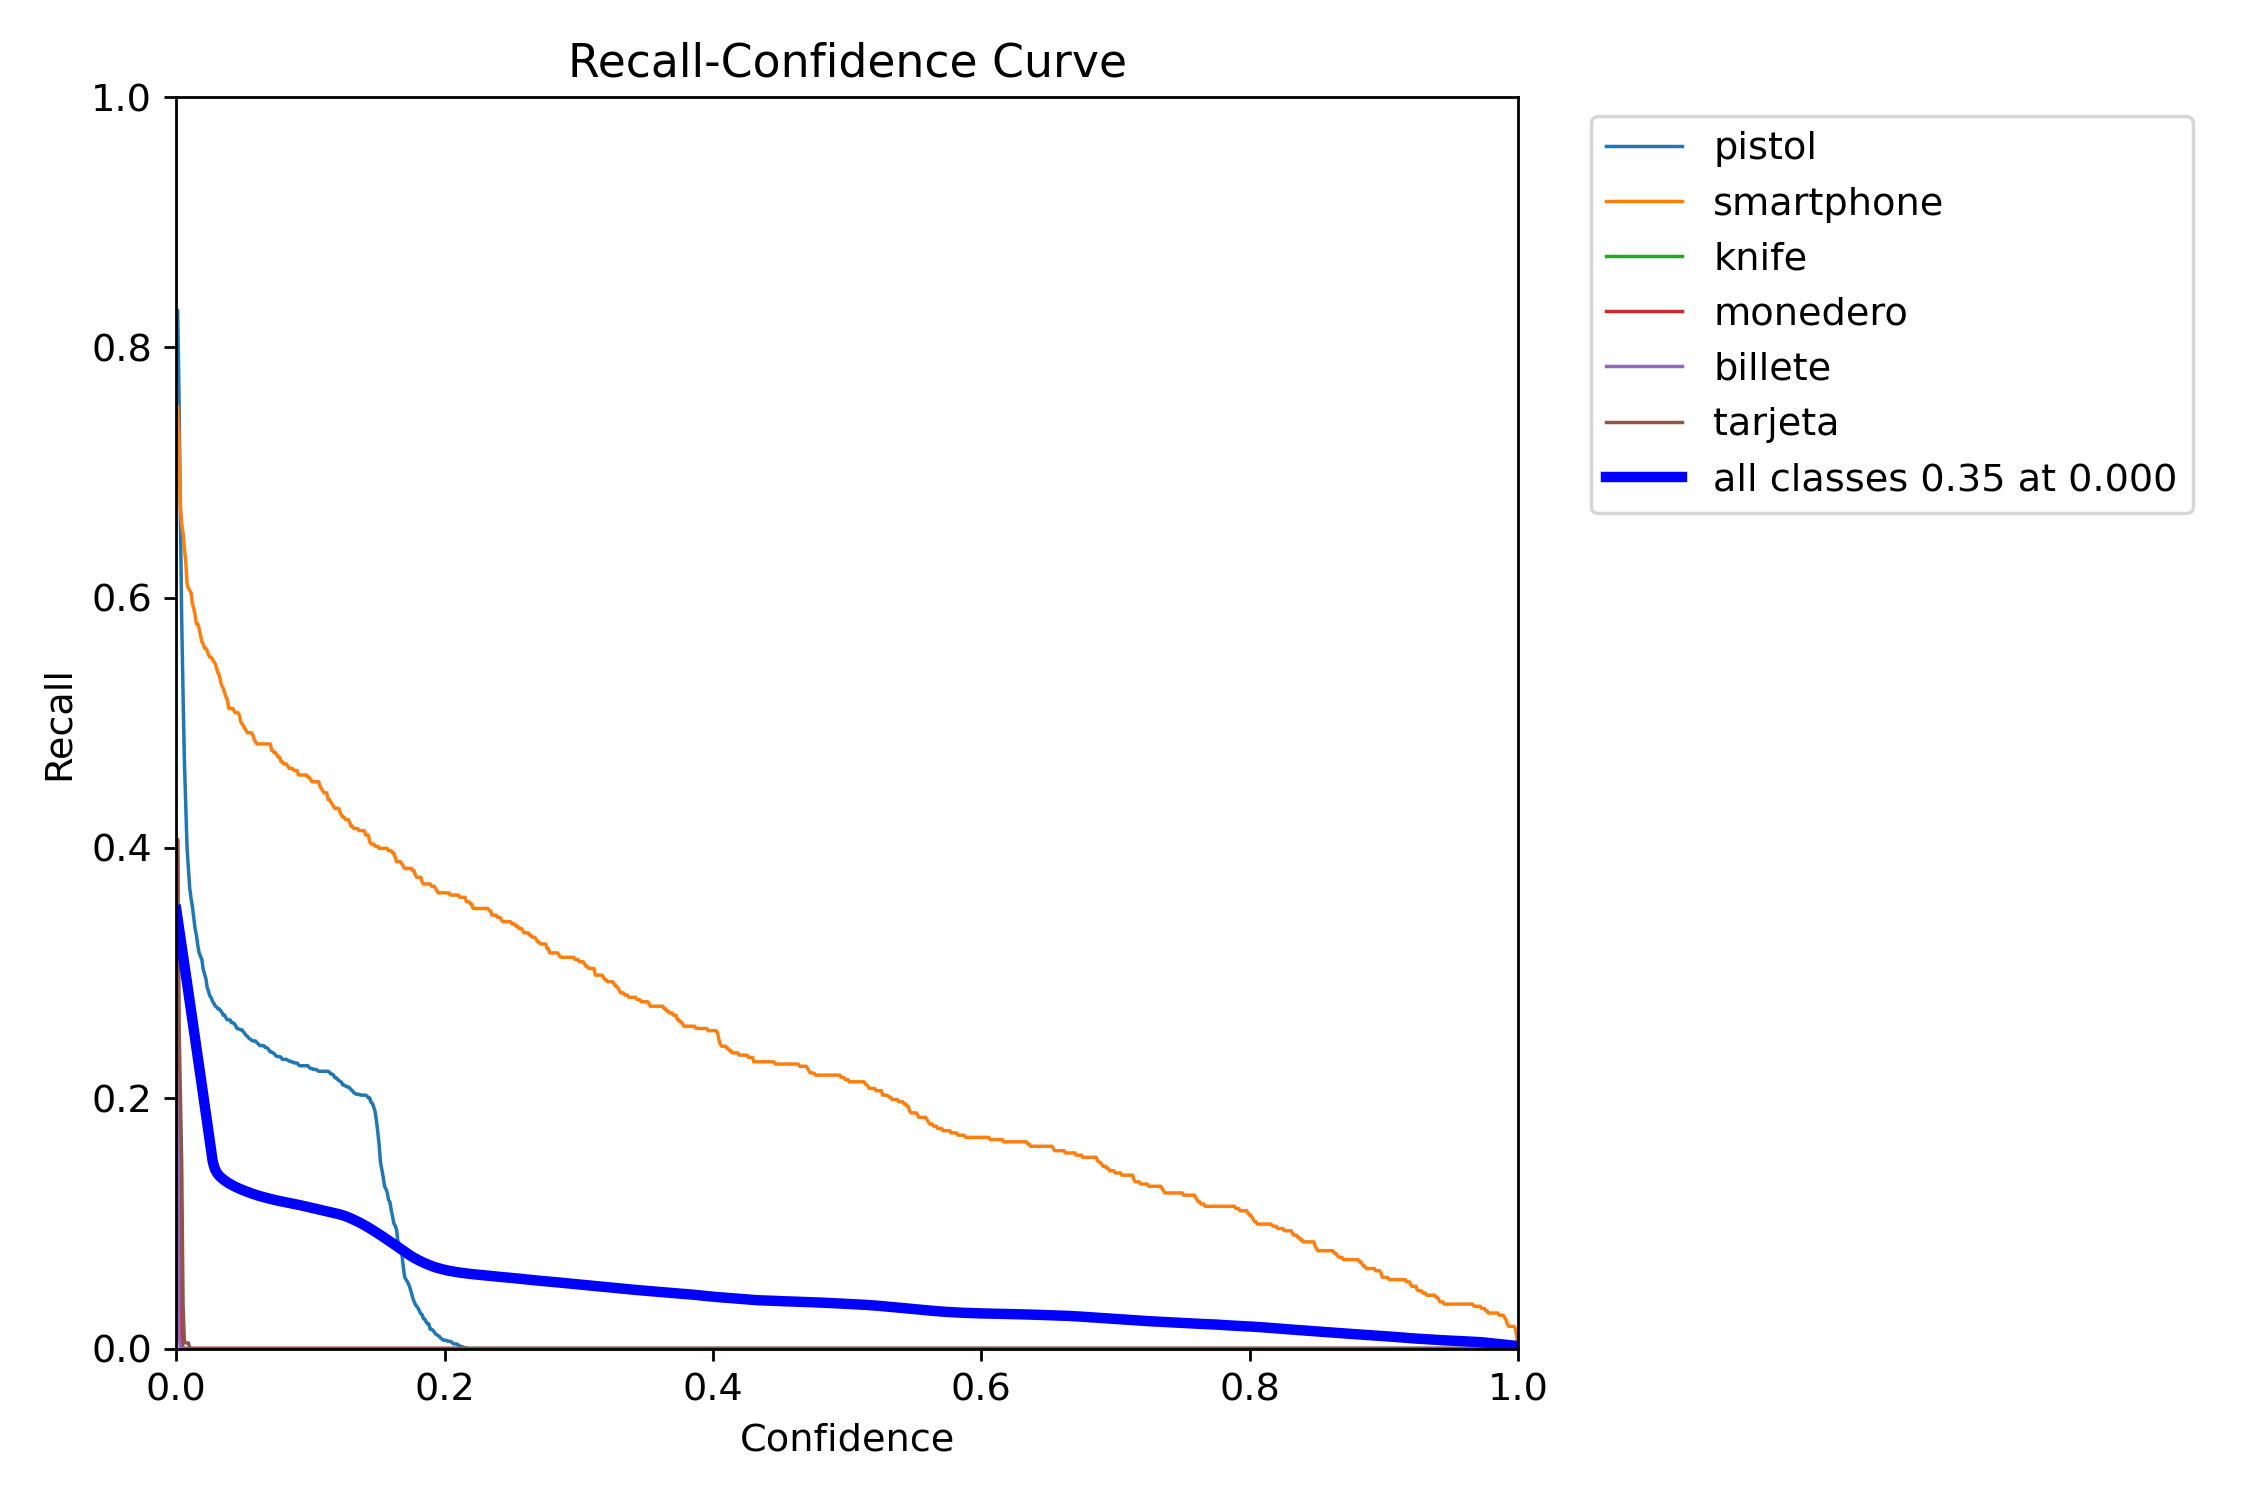 Recall-Confidence Curve
1.0
0.8
0.6
0.4
0.2
0.0
Recall
0.0 0.2 0.4 0.6 0.8 1.0
Confidence
pistol
smartphone
knife
monedero
billete
tarjeta
all classes 0.35 at 0.000